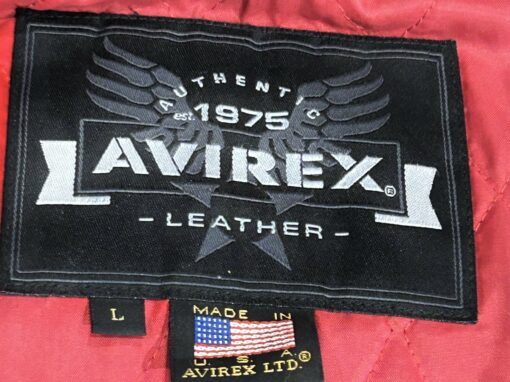 AUTHENTIC
est. 1975
AVIREX®
- LEATHER -
L
MADE IN
U. S. A.
AVIREX LTD.®